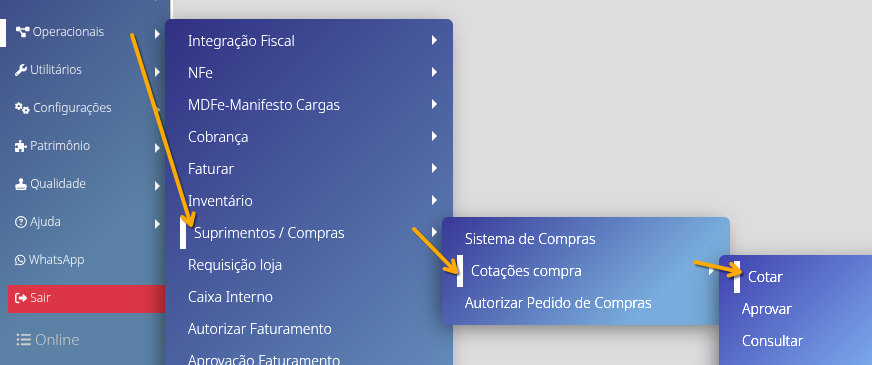 Operacionais
Utilitários
Configurações
Patrimônio
Qualidade
Ajuda
WhatsApp
Sair
Online
Integração Fiscal
NFe
MDFe-Manifesto Cargas
Cobrança
Faturar
Inventário
Suprimentos / Compras
Requisição loja
Caixa Interno
Autorizar Faturamento
Aprovação Faturamento
Sistema de Compras
Cotações compra
Autorizar Pedido de Compras
Cotar
Aprovar
Consultar